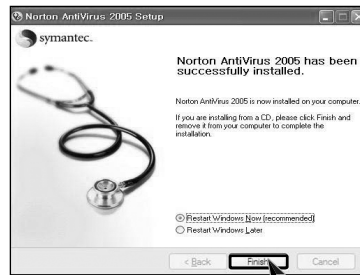 Norton AntiVirus 2005 Setup
symantec.
Norton AntiVirus 2005 has been
successfully installed.
Norton AntiVirus 2005 is now installed on your computer.
If you are installing from a CD, please click Finish and
remove it from your computer to complete the
installation.
Restart Windows Now (recommended)
Restart Windows Later
< Back
Finish
Cancel